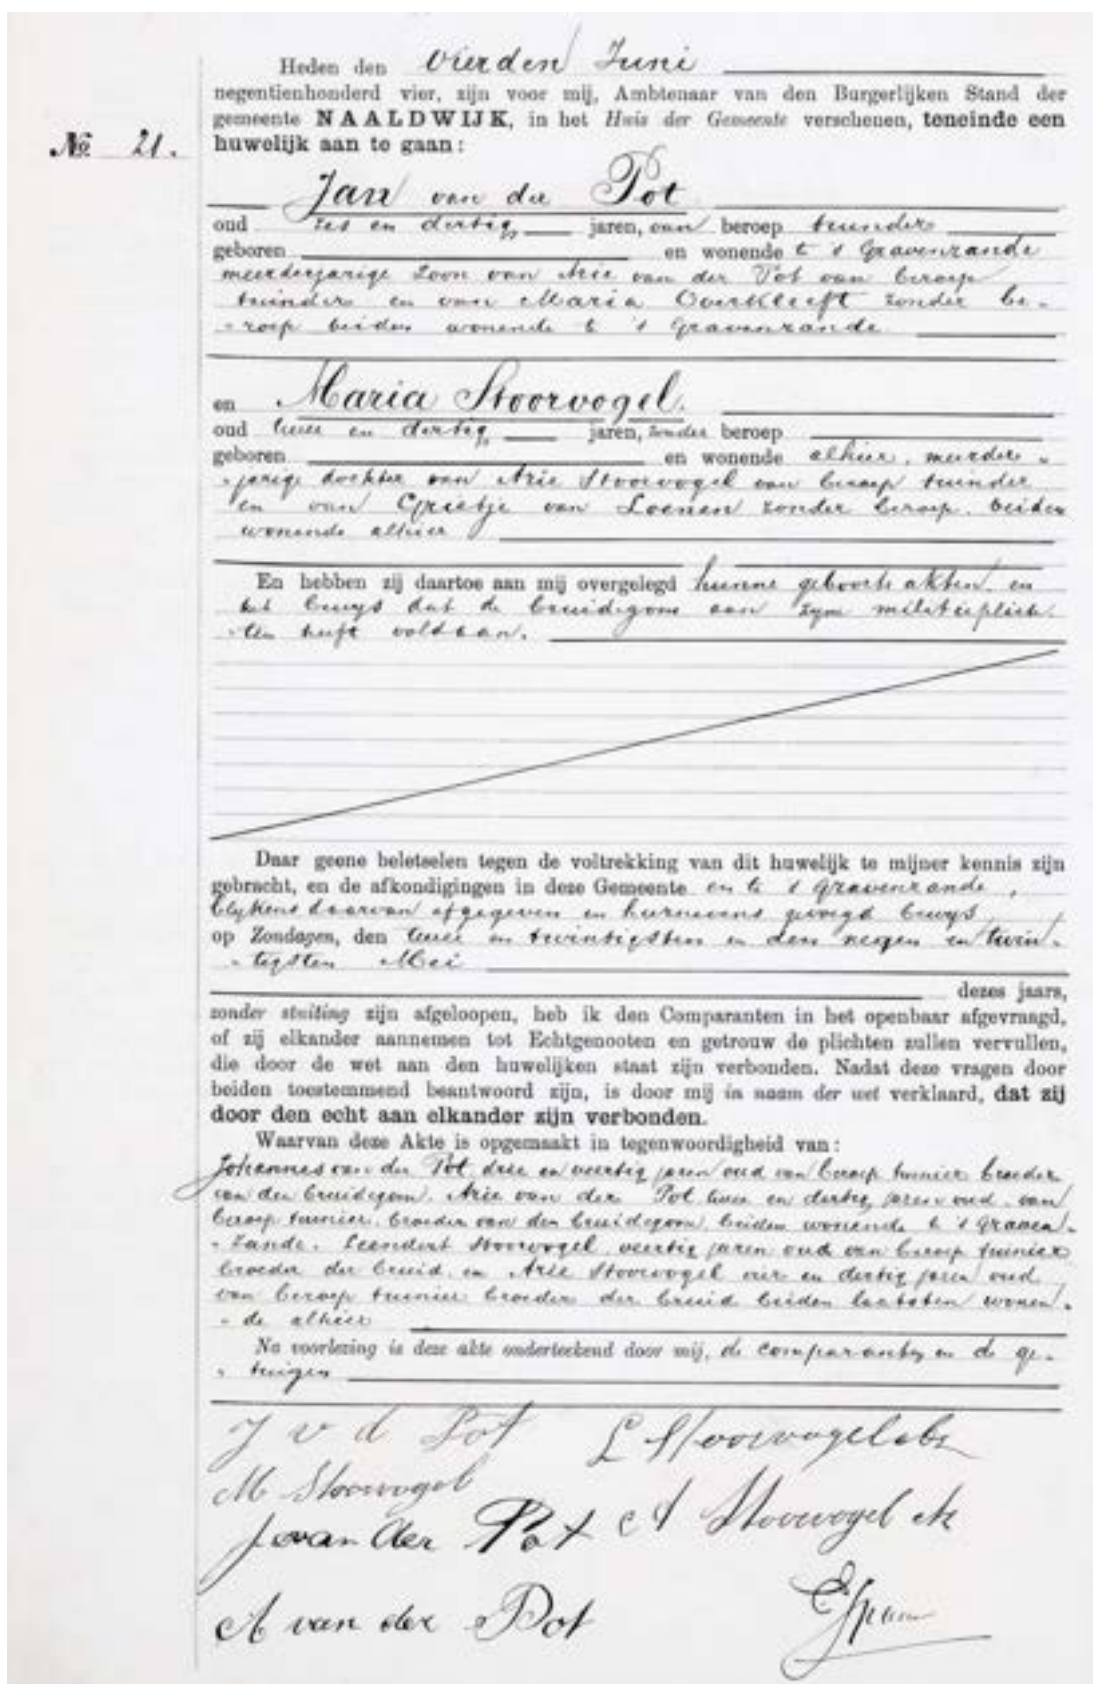 Heden den vierden Juni
negentienhonderd vier, zijn voor mij, Ambtenaar van den Burgerlijken Stand der
gemeente NAALDWIJK, in het Huis der Gemeente verschenen, teneinde een
No 21. huwelijk aan te gaan:
Jan van der Pot
oud zes en dertig jaren, van beroep tuinder
geboren en wonende te 's Gravenzande
meerderjarige zoon van Arie van der Pot van beroep
tuinder en van Maria Overkleeft zonder be-
-roep beiden wonende te 's Gravenzande
en Maria Stoorvogel.
oud twee en dertig jaren, zonder beroep
geboren en wonende alhier, meerder-
-jarige dochter van Arie Stoorvogel van beroep tuinder
en van Grietje van Loenen zonder beroep. beiden
wonende alhier
En hebben zij daartoe aan mij overgelegd hunne geboorte akten en
het bewys dat de bruidegom aan zyne militieplich-
-ten heeft voldaan.
Daar geene beletselen tegen de voltrekking van dit huwelijk te mijner kennis zijn
gebracht, en de afkondigingen in deze Gemeente en te 's Gravenzande,
blykens daarvan afgegeven en hurnevens gevoegd bewys
op Zondagen, den twee en twintigsten en den negen en twin-
-tigsten Mei
dezes jaars,
zonder stuiting zijn afgeloopen, heb ik den Comparanten in het openbaar afgevraagd,
of zij elkander aannemen tot Echtgenooten en getrouw de plichten zullen vervullen,
die door de wet aan den huwelijken staat zijn verbonden. Nadat deze vragen door
beiden toestemmend beantwoord zijn, is door mij in naam der wet verklaard, dat zij
door den echt aan elkander zijn verbonden.
Waarvan deze Akte is opgemaakt in tegenwoordigheid van:
Johannes van der Pot, drie en veertig jaren oud van beroep tuinier broeder
van den bruidegom, Arie van der Pot twee en dertig jaren oud, van
beroep tuinier, broeder van den bruidegom, beiden wonende te 's Graven-
-zande. Leendert Stoorvogel veertig jaren oud van beroep tuinier
broeder der bruid, en Arie Stoorvogel vier en dertig jaren oud
van beroep tuinier broeder der bruid beiden laatsten wonen-
-de alhier
Na voorlezing is deze akte onderteekend door mij, de comparanten en de ge-
-tuigen
J v d Pot L Stoorvogel
M Stoorvogel
J van der Pot A Stoorvogel Az
A van der Pot